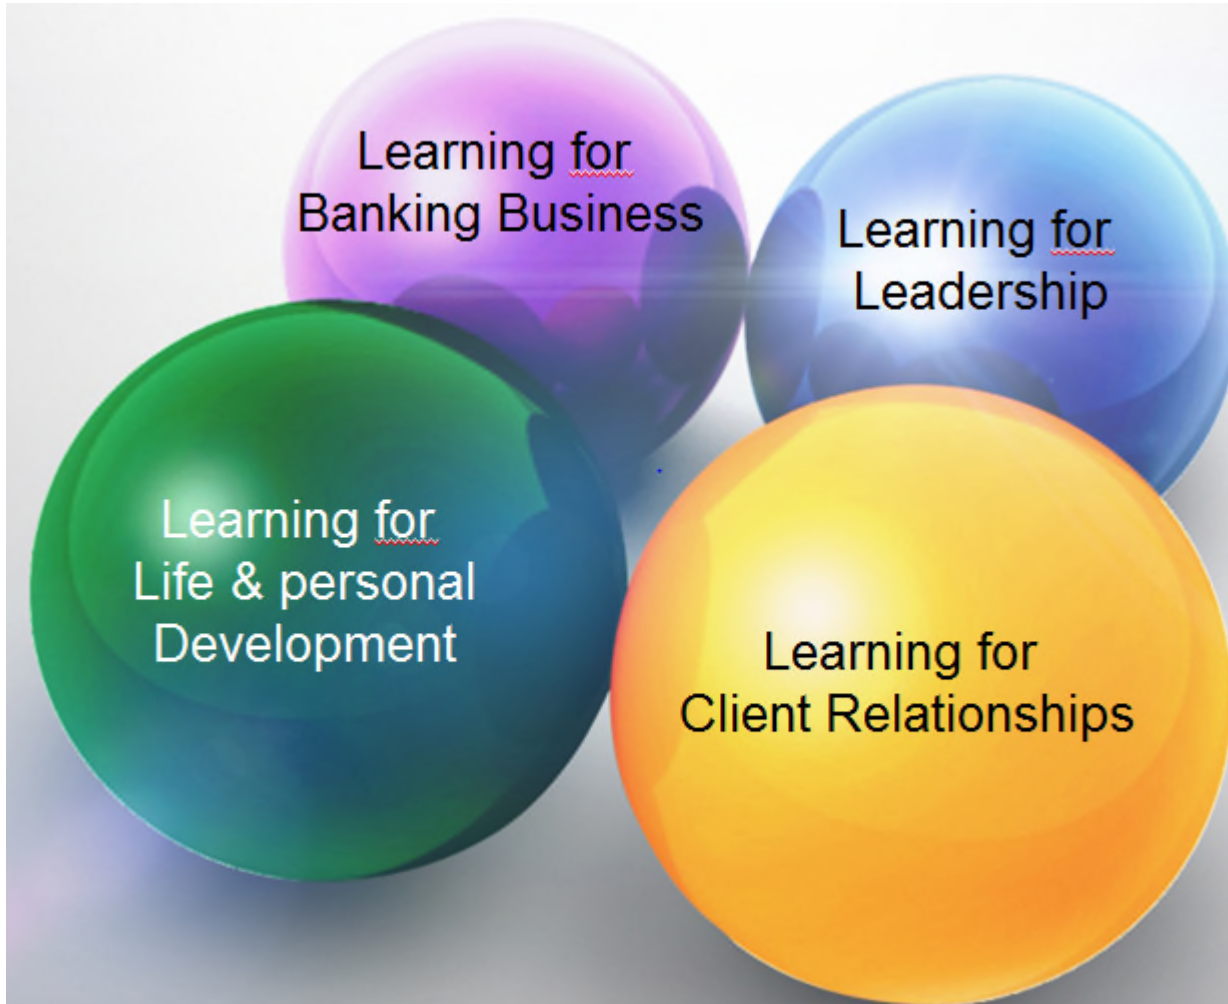 Learning for
Banking Business
Learning for
Leadership
Learning for
Life & personal
Development
Learning for
Client Relationships